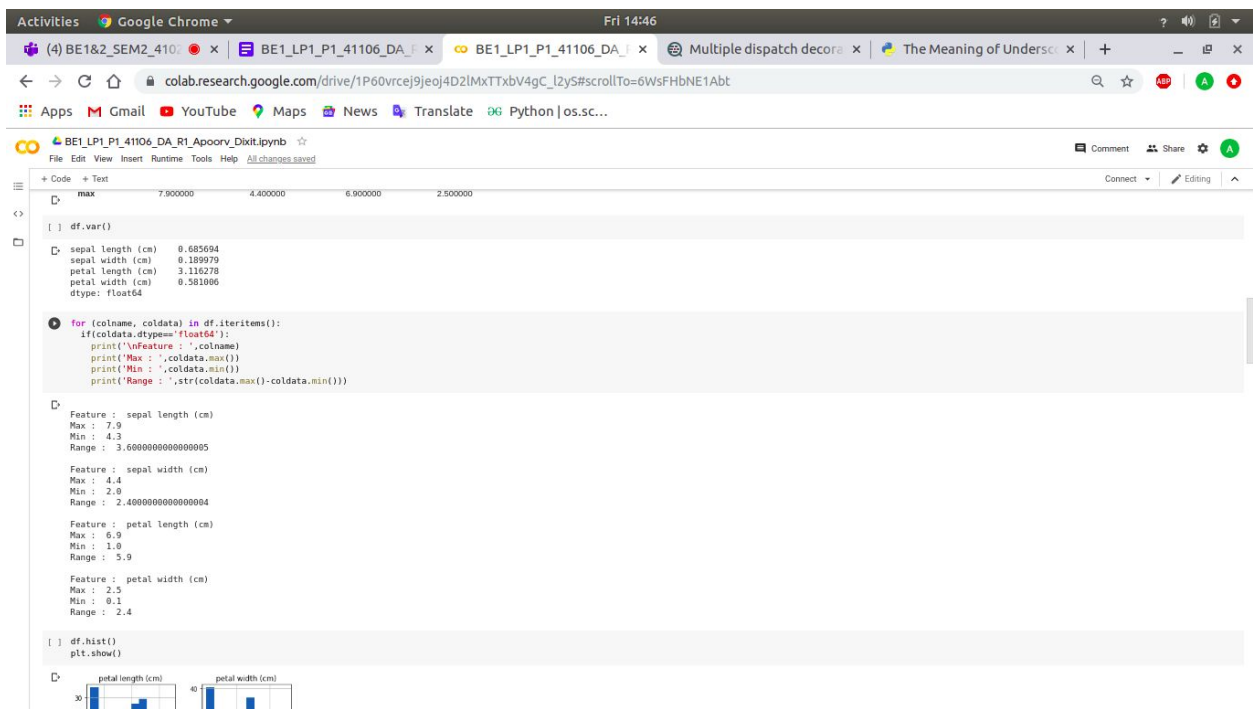 Activities Google Chrome Fri 14:46 ?
(4) BE1&2_SEM2_4102 BE1_LP1_P1_41106_DA_F BE1_LP1_P1_41106_DA_F Multiple dispatch decora The Meaning of Undersco
colab.research.google.com/drive/1P60vrcej9jeoj4D2lMxTTxbV4gC_l2yS#scrollTo=6WsFHbNE1Abt ABP A
Apps Gmail YouTube Maps News Translate Python | os.sc...
BE1_LP1_P1_41106_DA_R1_Apoorv_Dixit.ipynb Comment Share A
File Edit View Insert Runtime Tools Help All changes saved
+ Code + Text Connect Editing
max 7.900000 4.400000 6.900000 2.500000
[ ] df.var()
sepal length (cm) 0.685694
sepal width (cm) 0.189979
petal length (cm) 3.116278
petal width (cm) 0.581006
dtype: float64
for (colname, coldata) in df.iteritems():
if(coldata.dtype=='float64'):
print('\nFeature : ',colname)
print('Max : ',coldata.max())
print('Min : ',coldata.min())
print('Range : ',str(coldata.max()-coldata.min()))
Feature : sepal length (cm)
Max : 7.9
Min : 4.3
Range : 3.6000000000000005
Feature : sepal width (cm)
Max : 4.4
Min : 2.0
Range : 2.4000000000000004
Feature : petal length (cm)
Max : 6.9
Min : 1.0
Range : 5.9
Feature : petal width (cm)
Max : 2.5
Min : 0.1
Range : 2.4
[ ] df.hist()
plt.show()
petal length (cm) petal width (cm)
30 40